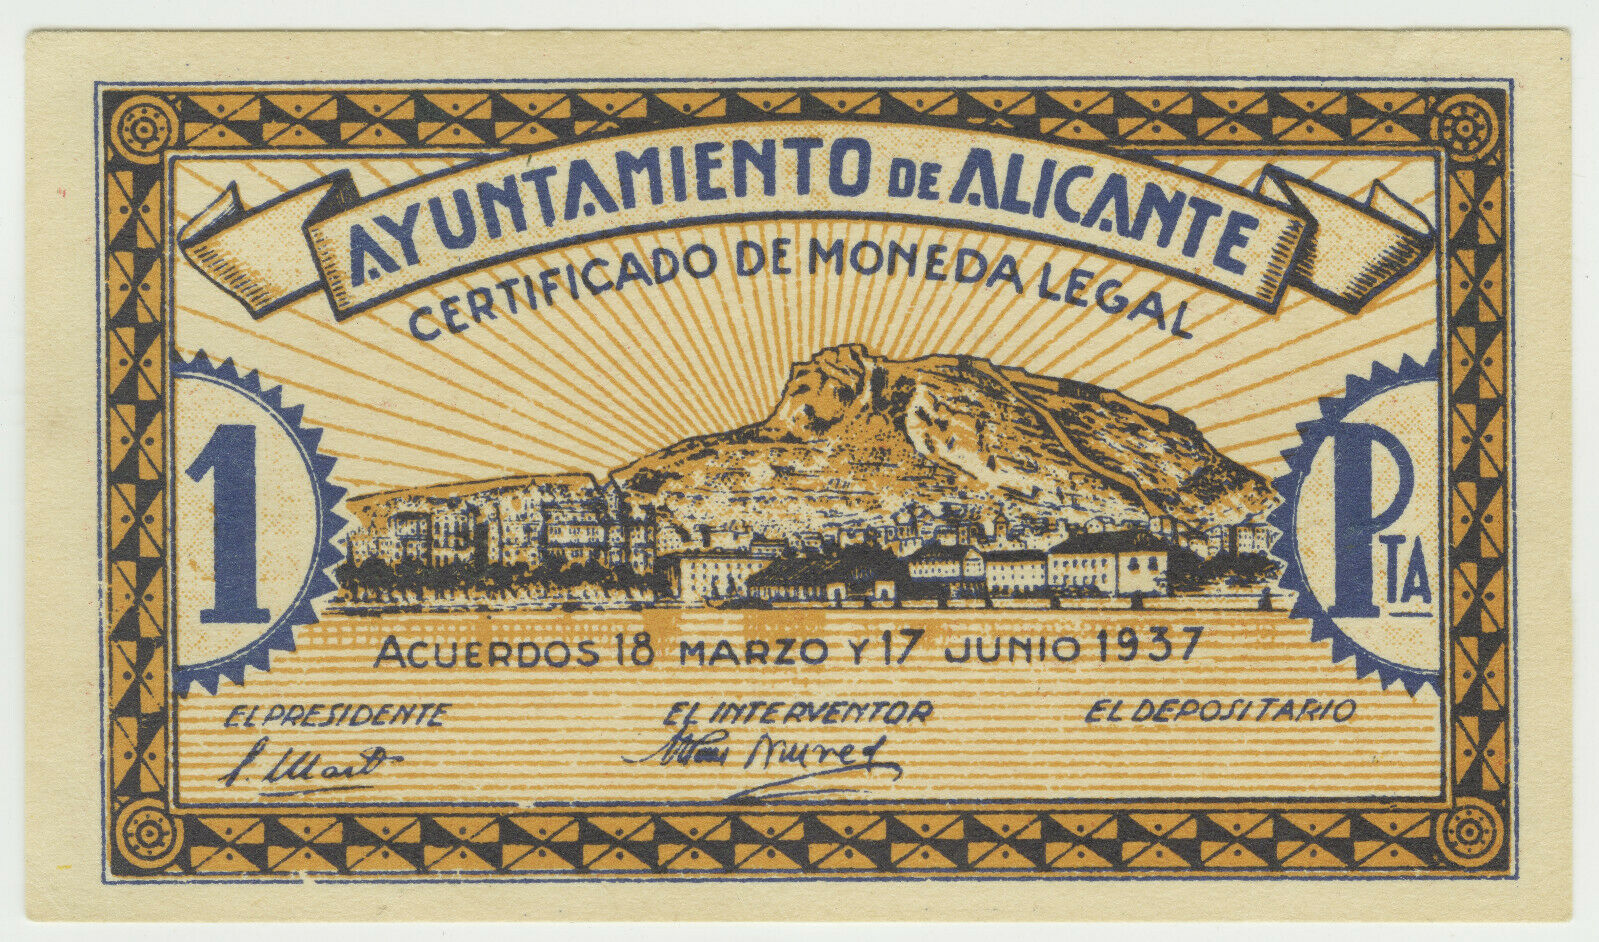 AYUNTAMIENTO DE ALICANTE
CERTIFICADO DE MONEDA LEGAL
1
PTA
ACUERDOS 18 MARZO Y 17 JUNIO 1937
EL PRESIDENTE
EL INTERVENTOR
EL DEPOSITARIO